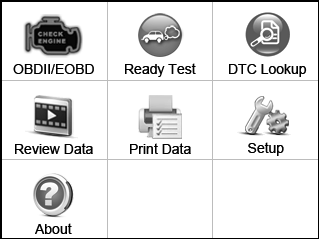 CHECK
ENGINE
OBDII/EOBD
Ready Test
DTC Lookup
Review Data
Print Data
Setup
About